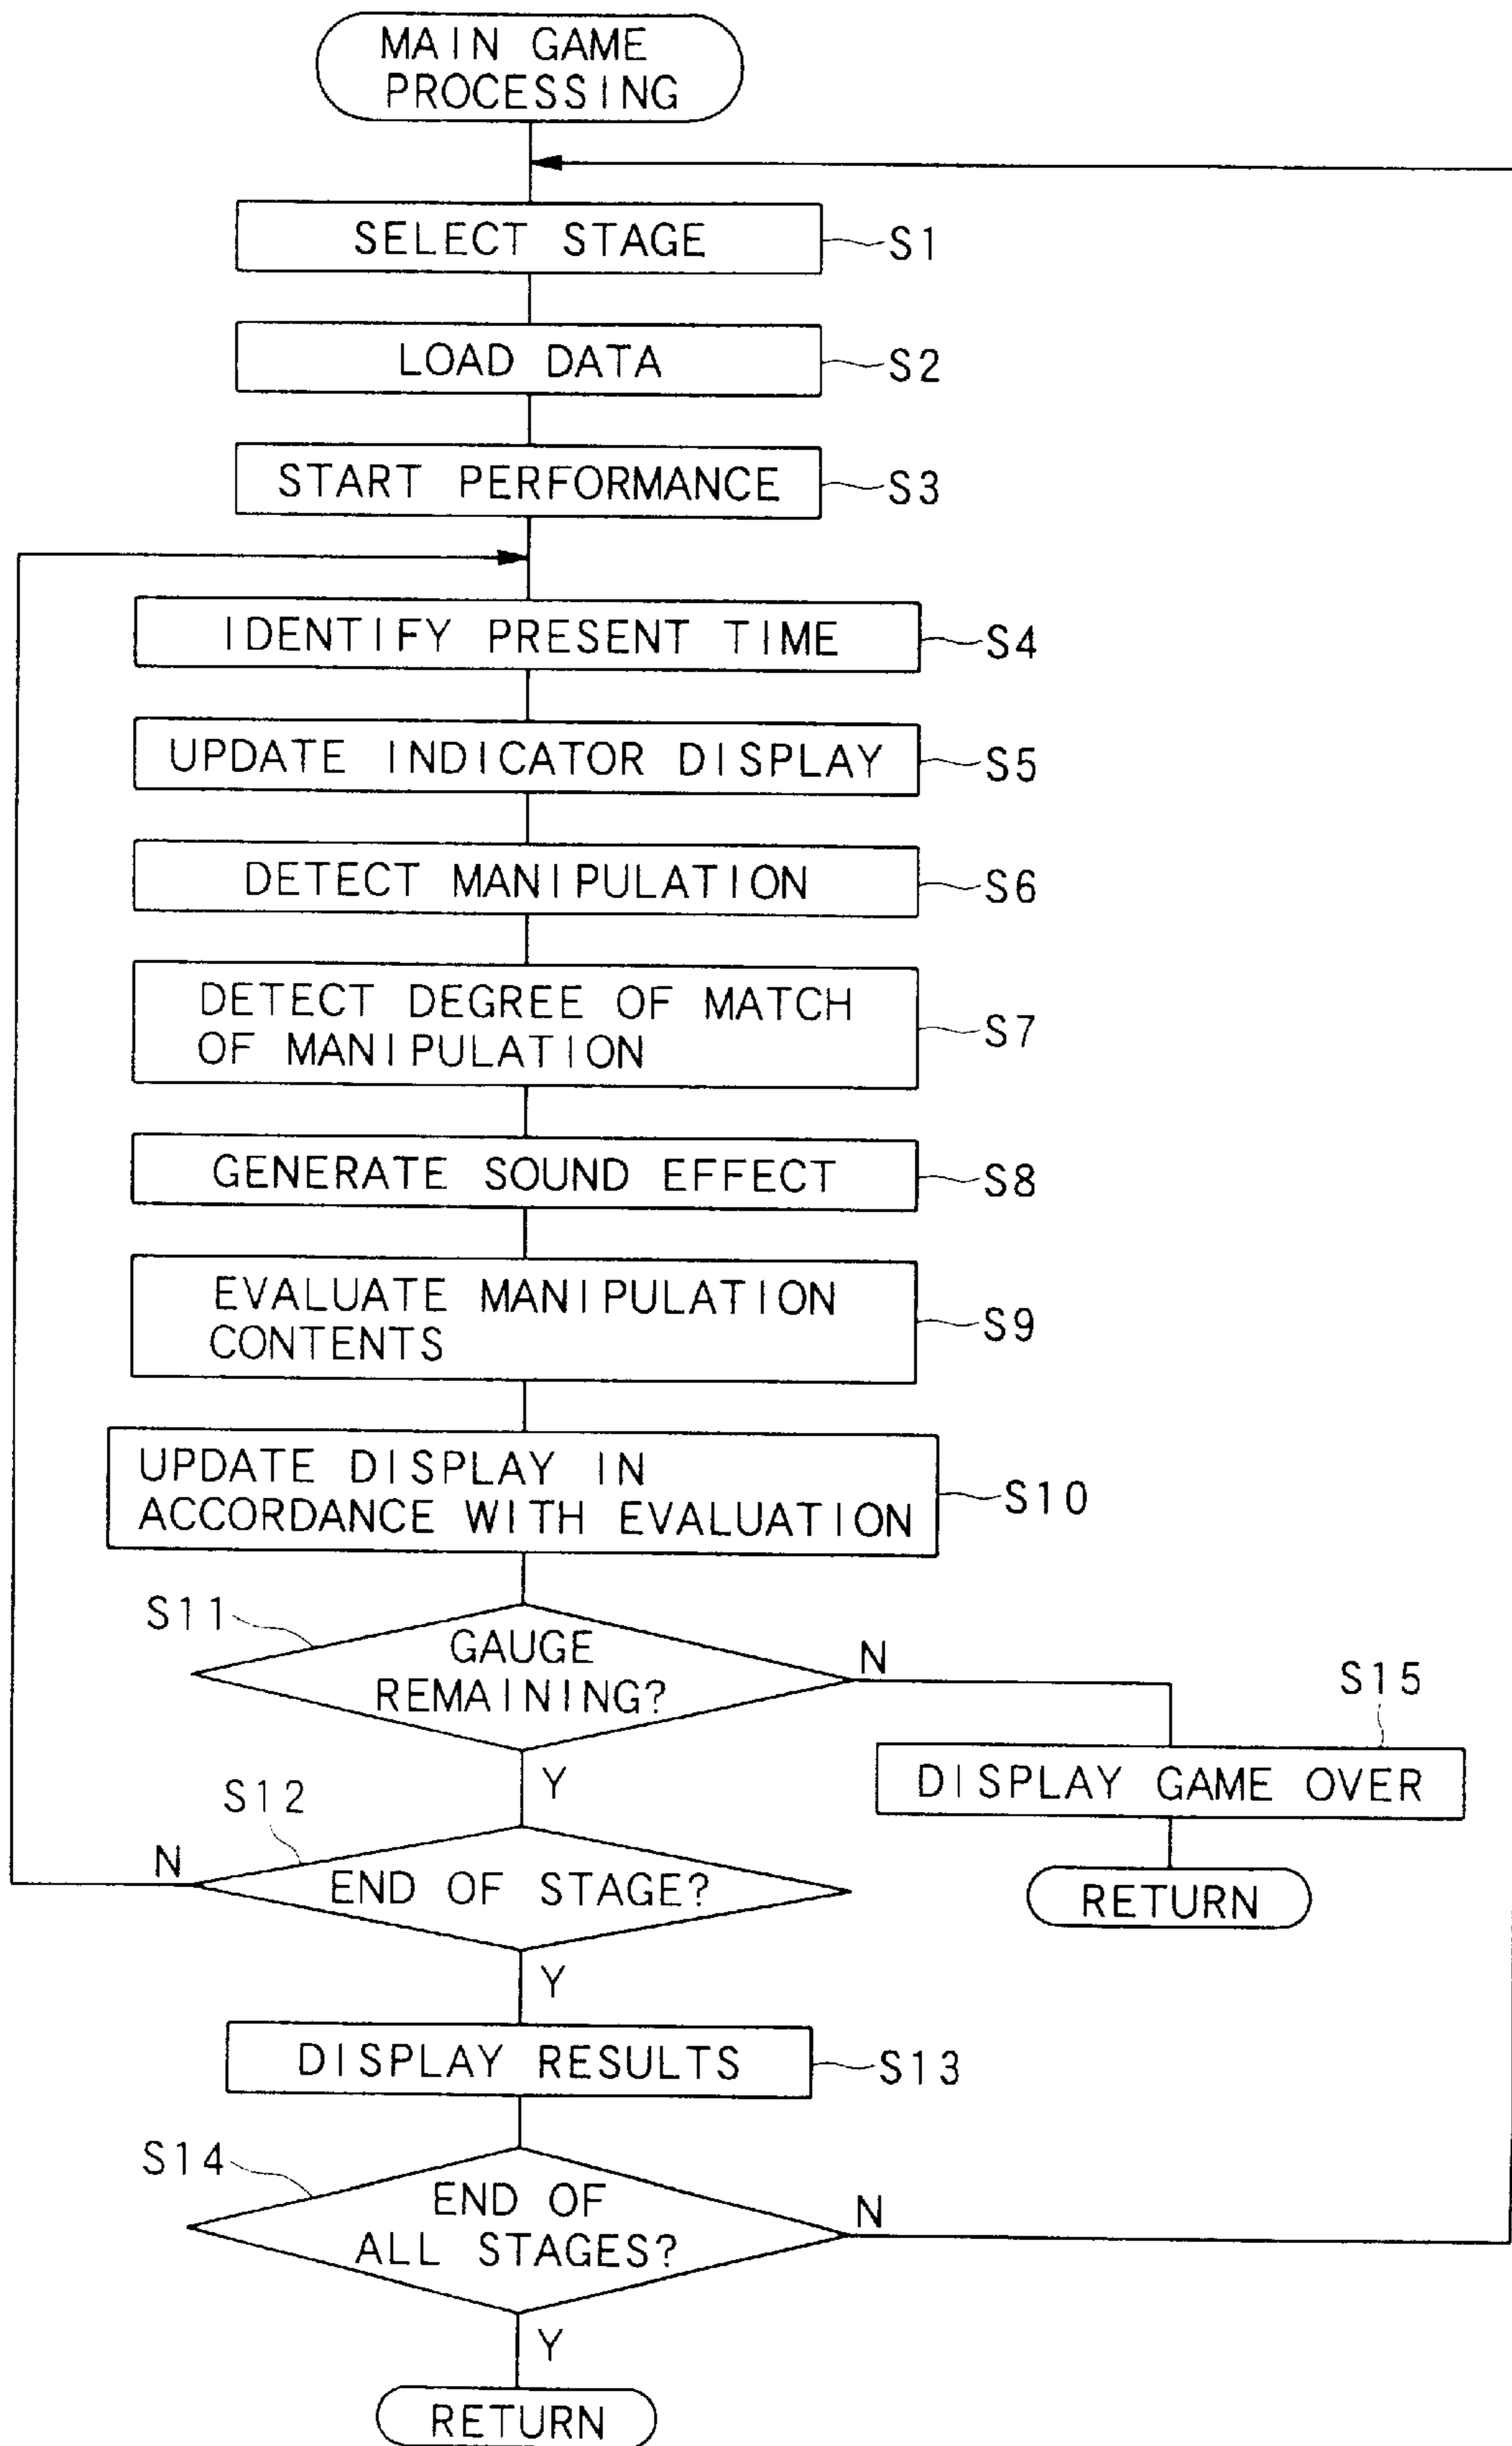 MAIN GAME
PROCESSING
SELECT STAGE
S1
LOAD DATA
S2
START PERFORMANCE
S3
IDENTIFY PRESENT TIME
S4
UPDATE INDICATOR DISPLAY
S5
DETECT MANIPULATION
S6
DETECT DEGREE OF MATCH
OF MANIPULATION
S7
GENERATE SOUND EFFECT
S8
EVALUATE MANIPULATION
CONTENTS
S9
UPDATE DISPLAY IN
ACCORDANCE WITH EVALUATION
S10
S11
GAUGE
REMAINING?
N
Y
S15
DISPLAY GAME OVER
RETURN
S12
N
END OF STAGE?
Y
DISPLAY RESULTS
S13
S14
END OF
ALL STAGES?
N
Y
RETURN